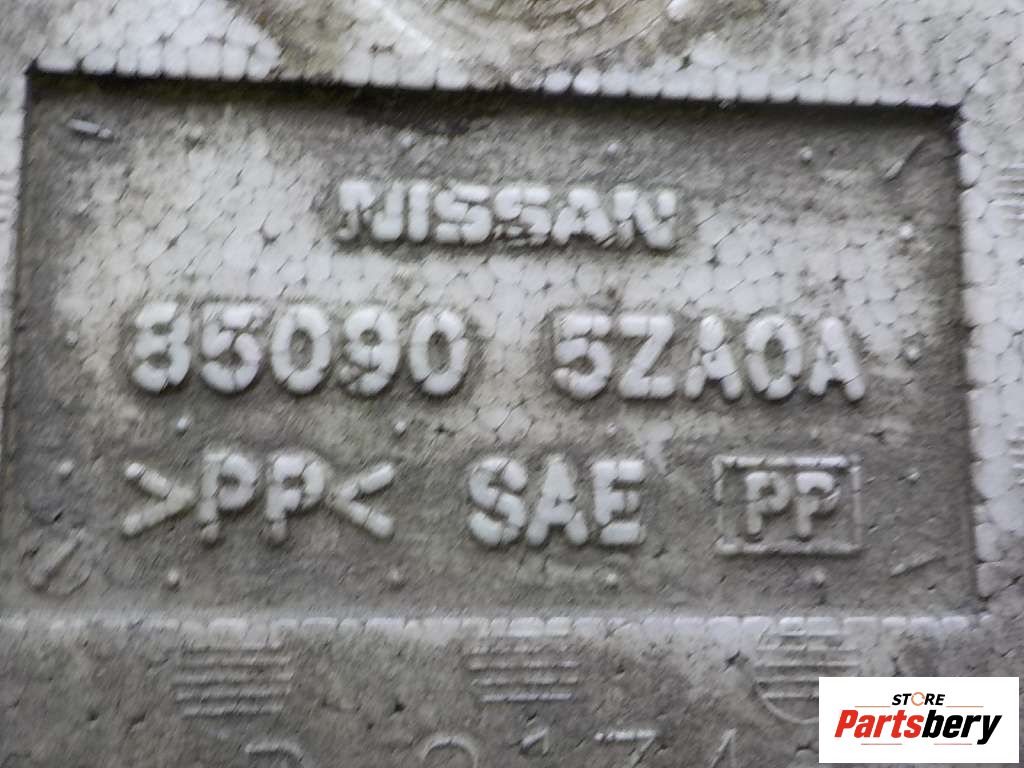 NISSAN
85090 5ZA0A
>PP< SAE PP
STORE
Partsbery